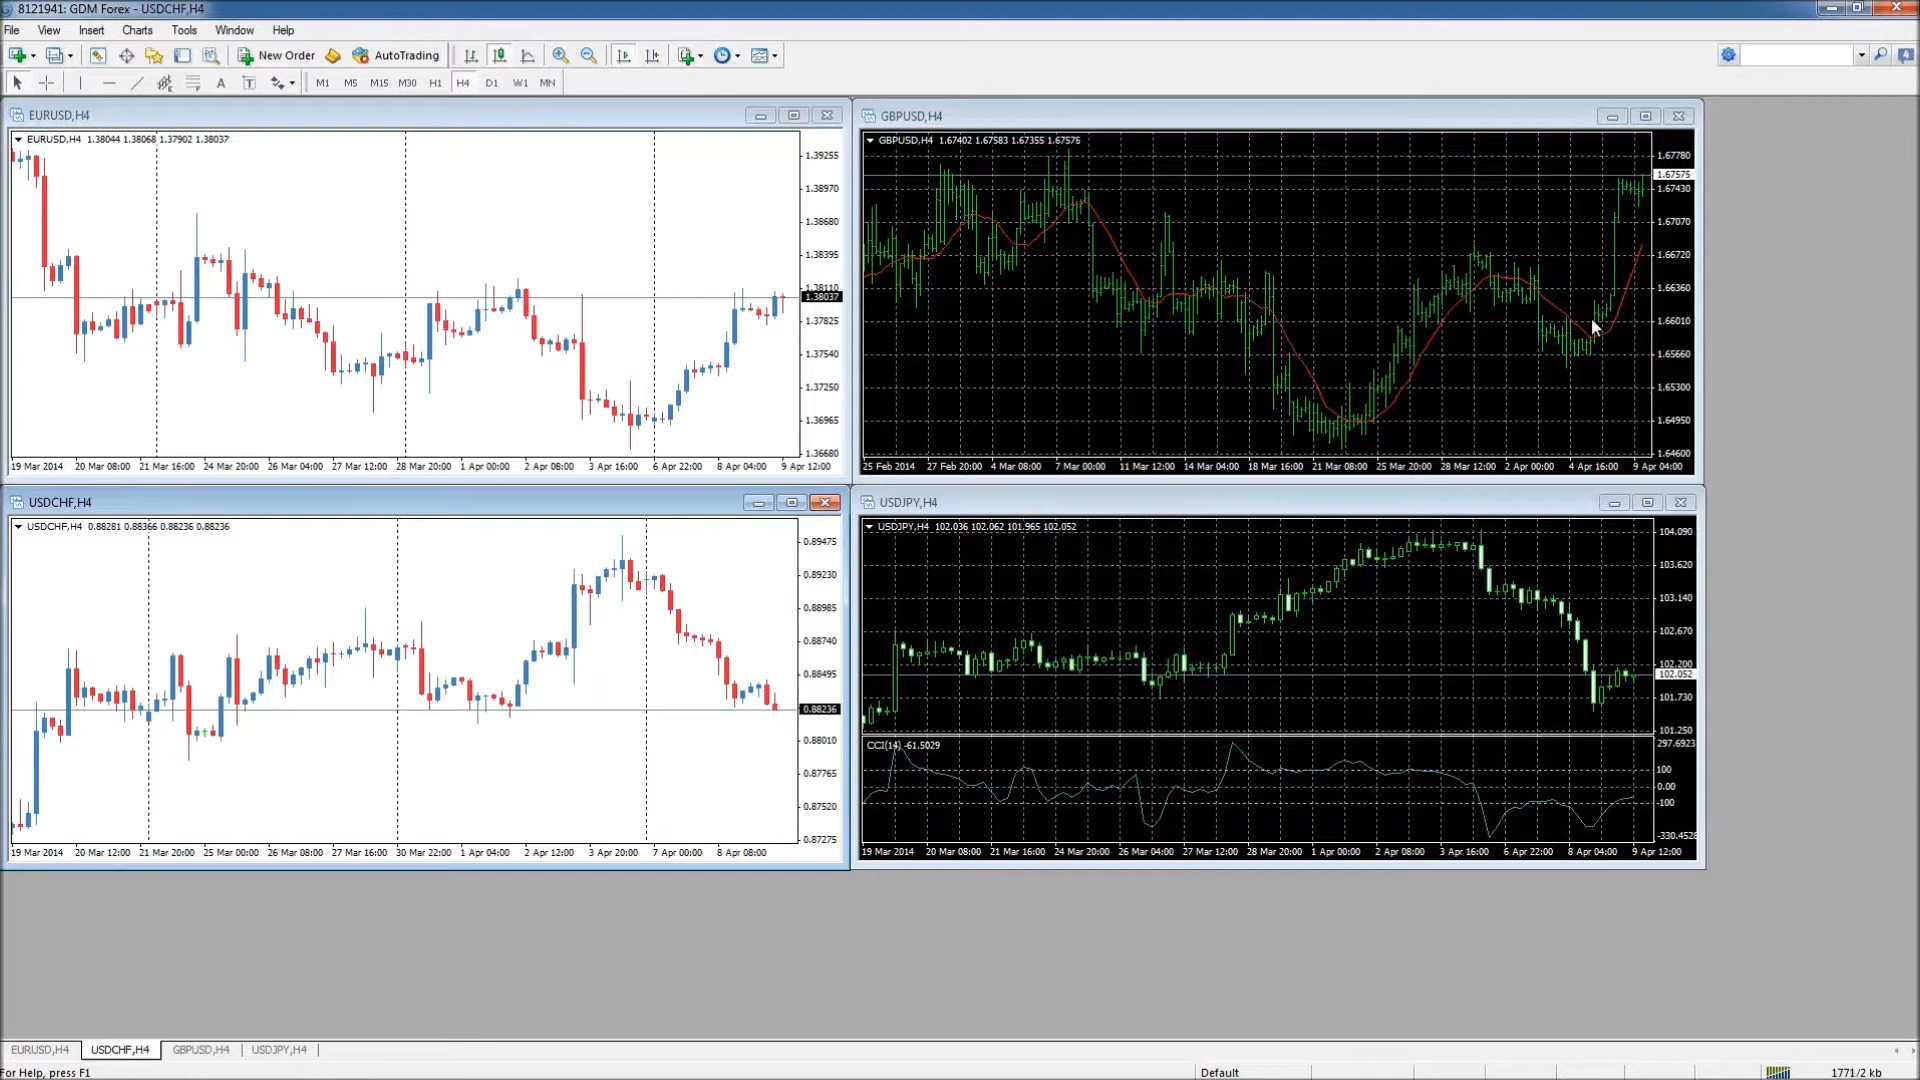 8121941: GDM Forex - USDCHF,H4
File View Insert Charts Tools Window Help
New Order AutoTrading
A T M1 M5 M15 M30 H1 H4 D1 W1 MN
EURUSD,H4
EURUSD,H4 1.38044 1.38068 1.37902 1.38037
1.39255
1.38970
1.38680
1.38395
1.38110
1.38037
1.37825
1.37540
1.37250
1.36965
1.36680
19 Mar 2014 20 Mar 08:00 21 Mar 16:00 24 Mar 20:00 26 Mar 04:00 27 Mar 12:00 28 Mar 20:00 1 Apr 00:00 2 Apr 08:00 3 Apr 16:00 6 Apr 22:00 8 Apr 04:00 9 Apr 12:00
GBPUSD,H4
GBPUSD,H4 1.67402 1.67583 1.67355 1.67575
1.67780
1.67575
1.67430
1.67070
1.66720
1.66360
1.66010
1.65660
1.65300
1.64950
1.64600
25 Feb 2014 27 Feb 20:00 4 Mar 08:00 7 Mar 00:00 11 Mar 12:00 14 Mar 04:00 18 Mar 16:00 21 Mar 08:00 25 Mar 20:00 28 Mar 12:00 2 Apr 00:00 4 Apr 16:00 9 Apr 04:00
USDCHF,H4
USDCHF,H4 0.88281 0.88366 0.88236 0.88236
0.89475
0.89230
0.88985
0.88740
0.88495
0.88236
0.88010
0.87765
0.87520
0.87275
19 Mar 2014 20 Mar 12:00 21 Mar 20:00 25 Mar 00:00 26 Mar 08:00 27 Mar 16:00 30 Mar 22:00 1 Apr 04:00 2 Apr 12:00 3 Apr 20:00 7 Apr 00:00 8 Apr 08:00
USDJPY,H4
USDJPY,H4 102.036 102.062 101.965 102.052
104.090
103.620
103.140
102.670
102.200
102.052
101.730
101.250
CCI(14) -61.5029
297.6923
100
0.00
-100
-330.4528
19 Mar 2014 20 Mar 08:00 21 Mar 16:00 24 Mar 20:00 26 Mar 04:00 27 Mar 12:00 28 Mar 20:00 1 Apr 00:00 2 Apr 08:00 3 Apr 16:00 6 Apr 22:00 8 Apr 04:00 9 Apr 12:00
EURUSD,H4 USDCHF,H4 GBPUSD,H4 USDJPY,H4
For Help, press F1 Default 1771/2 kb